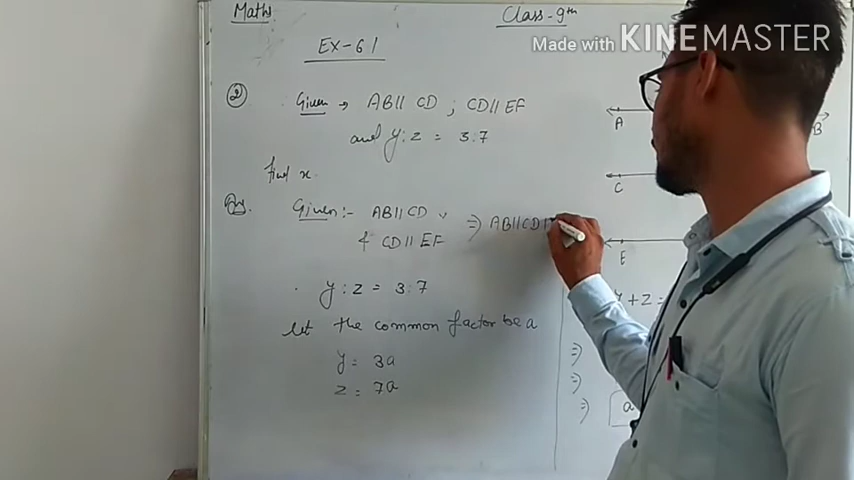 Maths
Class-9th
Made with KINEMASTER
Ex-6.1
② Given → AB॥ CD ; CD॥ EF
and y:z = 3.7
find x.
Given :- AB॥CD
& CD॥ EF
⇒ AB॥CD॥
y:z = 3:7
let the common factor be a
y = 3a
z = 7a
A
B
C
E
+z=
⇒
⇒
⇒ a